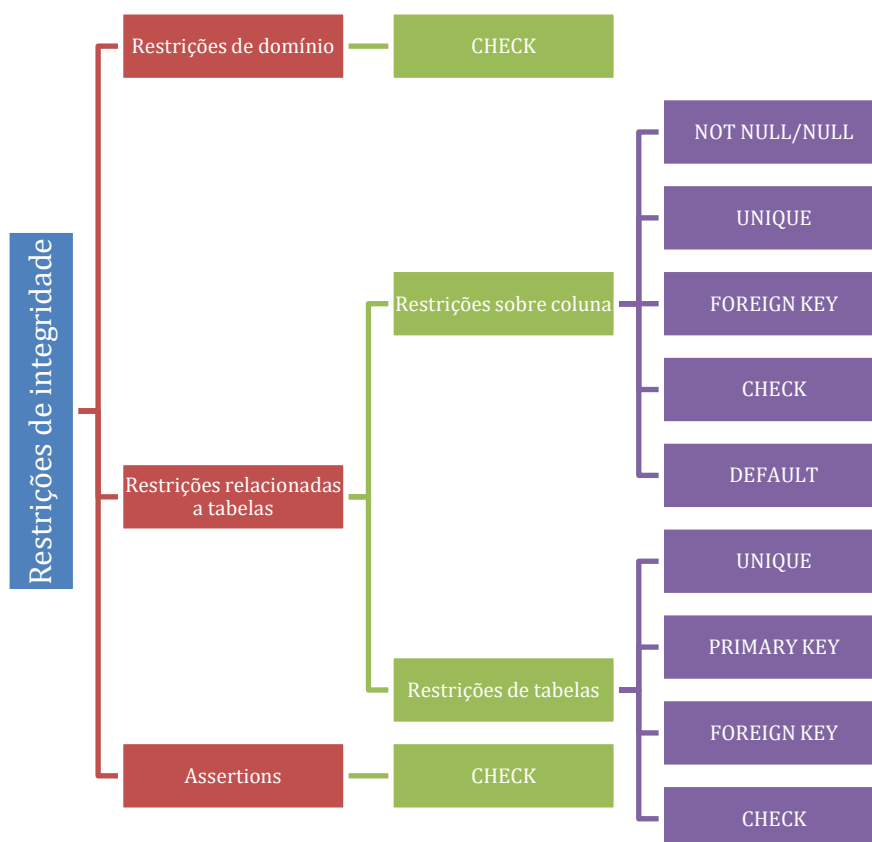 Restrições de integridade
Restrições de domínio
CHECK
Restrições relacionadas
a tabelas
Restrições sobre coluna
NOT NULL/NULL
UNIQUE
FOREIGN KEY
CHECK
DEFAULT
Restrições de tabelas
UNIQUE
PRIMARY KEY
FOREIGN KEY
CHECK
Assertions
CHECK